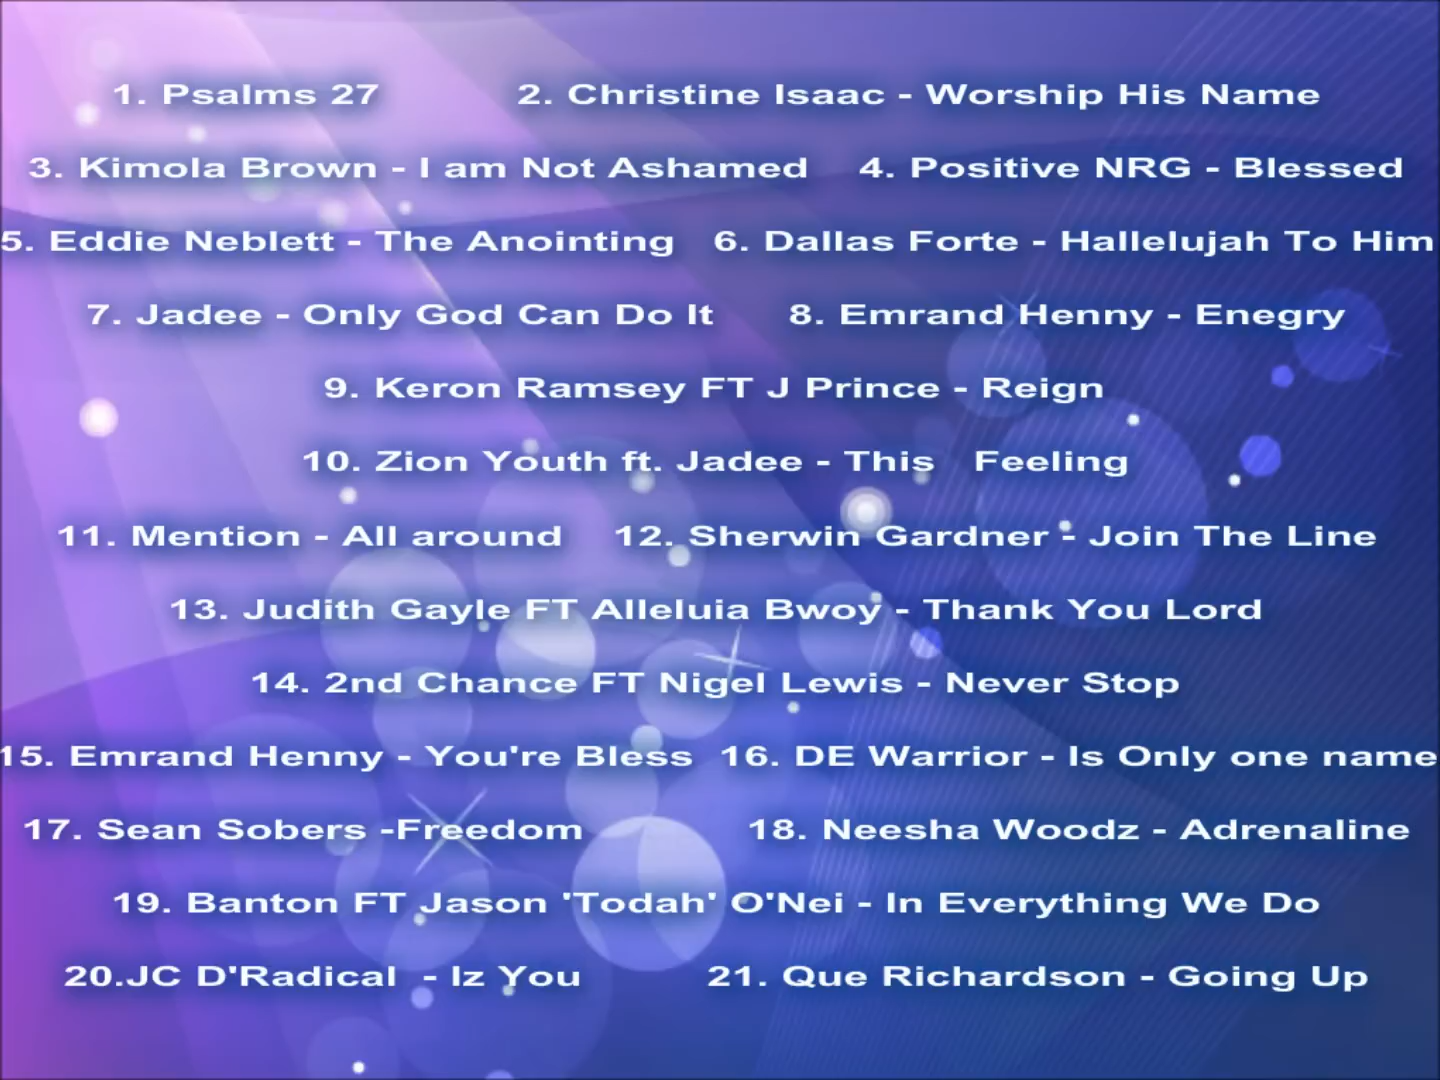 1. Psalms 27 2. Christine Isaac - Worship His Name
3. Kimola Brown - I am Not Ashamed 4. Positive NRG - Blessed
5. Eddie Neblett - The Anointing 6. Dallas Forte - Hallelujah To Him
7. Jadee - Only God Can Do It 8. Emrand Henny - Enegry
9. Keron Ramsey FT J Prince - Reign
10. Zion Youth ft. Jadee - This Feeling
11. Mention - All around 12. Sherwin Gardner - Join The Line
13. Judith Gayle FT Alleluia Bwoy - Thank You Lord
14. 2nd Chance FT Nigel Lewis - Never Stop
15. Emrand Henny - You're Bless 16. DE Warrior - Is Only one name
17. Sean Sobers -Freedom 18. Neesha Woodz - Adrenaline
19. Banton FT Jason 'Todah' O'Nei - In Everything We Do
20.JC D'Radical - Iz You 21. Que Richardson - Going Up